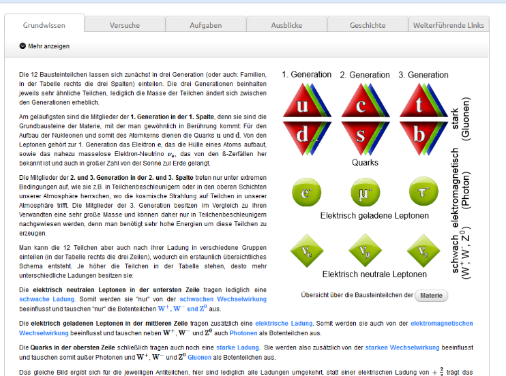 Grundwissen
Versuche
Aufgaben
Ausblicke
Geschichte
Weiterführende Links
Mehr anzeigen
Die 12 Bausteinteilchen lassen sich zunächst in drei Generation (oder auch: Familien,
in der Tabelle rechts die drei Spalten) einteilen. Die drei Generationen beinhalten
jeweils sehr ähnliche Teilchen, lediglich die Masse der Teilchen ändert sich zwischen
den Generationen erheblich.
Am geläufigsten sind die Mitglieder der 1. Generation in der 1. Spalte, denn sie sind die
Grundbausteine der Materie, mit der man gewöhnlich in Berührung kommt: Für den
Aufbau der Nukleonen und somit des Atomkerns dienen die Quarks u und d. Von den
Leptonen gehört zur 1. Generation das Elektron e, das die Hülle eines Atoms aufbaut,
sowie das nahezu masselose Elektron-Neutrino νe, das von den ß-Zerfällen her
bekannt ist und auch in großer Zahl von der Sonne zur Erde gelangt.
Die Mitglieder der 2. und 3. Generation in der 2. und 3. Spalte treten nur unter extremen
Bedingungen auf, wie sie z.B. in Teilchenbeschleunigern oder in den oberen Schichten
unserer Atmosphäre herrschen, wo die kosmische Strahlung auf Teilchen in unserer
Atmosphäre trifft. Die Mitglieder der 3. Generation besitzen im Vergleich zu ihren
Verwandten eine sehr große Masse und können daher nur in Teilchenbeschleunigern
nachgewiesen werden, denn man benötigt sehr hohe Energien um diese Teilchen zu
erzeugen.
Man kann die 12 Teilchen aber auch nach ihrer Ladung in verschiedene Gruppen
einteilen (in der Tabelle rechts die drei Zeilen), wodurch ein erstaunlich übersichtliches
Schema entsteht. Je höher die Teilchen in der Tabelle stehen, desto mehr
unterschiedliche Ladungen besitzen sie:
Die elektrisch neutralen Leptonen in der untersten Zeile tragen lediglich eine
schwache Ladung. Somit werden sie "nur" von der schwachen Wechselwirkung
beeinflusst und tauschen "nur" die Botenteilchen W⁺, W⁻ und Z⁰ aus.
Die elektrisch geladenen Leptonen in der mittleren Zeile tragen zusätzlich eine elektrische Ladung. Somit werden sie auch von der elektromagnetischen
Wechselwirkung beeinflusst und tauschen neben W⁺, W⁻ und Z⁰ auch Photonen als Botenteilchen aus.
Die Quarks in der obersten Zeile schließlich tragen auch noch eine starke Ladung. Sie werden also zusätzlich von der starken Wechselwirkung beeinflusst
und tauschen somit außer Photonen und W⁺, W⁻ und Z⁰ Gluonen als Botenteilchen aus.
Das gleiche Bild ergibt sich für die jeweiligen Antiteilchen, hier sind lediglich alle Ladungen umgekehrt, statt einer elektrischen Ladung von + 2 trägt das
1. Generation 2. Generation 3. Generation
u c t
d s b
Quarks
e⁻ μ⁻ τ⁻
Elektrisch geladene Leptonen
νe νμ ντ
Elektrisch neutrale Leptonen
stark
(Gluonen)
elektromagnetisch
(Photon)
schwach
(W⁺, W⁻, Z⁰)
Übersicht über die Bausteinteilchen der Materie